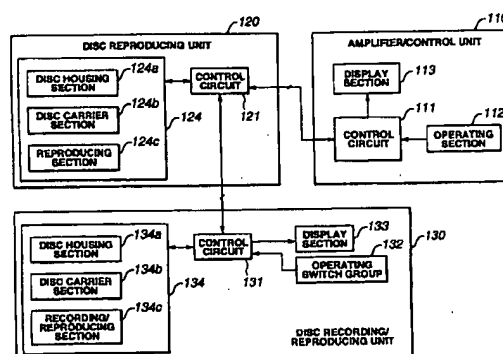 120
DISC REPRODUCING UNIT
DISC HOUSING SECTION
124a
DISC CARRIER SECTION
124b
REPRODUCING SECTION
124c
124
CONTROL CIRCUIT
121
AMPLIFIER/CONTROL UNIT
DISPLAY SECTION
113
CONTROL CIRCUIT
111
OPERATING SECTION
112
DISC HOUSING SECTION
134a
DISC CARRIER SECTION
134b
RECORDING/REPRODUCING SECTION
134c
134
CONTROL CIRCUIT
131
DISPLAY SECTION
133
OPERATING SWITCH GROUP
132
130
DISC RECORDING/REPRODUCING UNIT